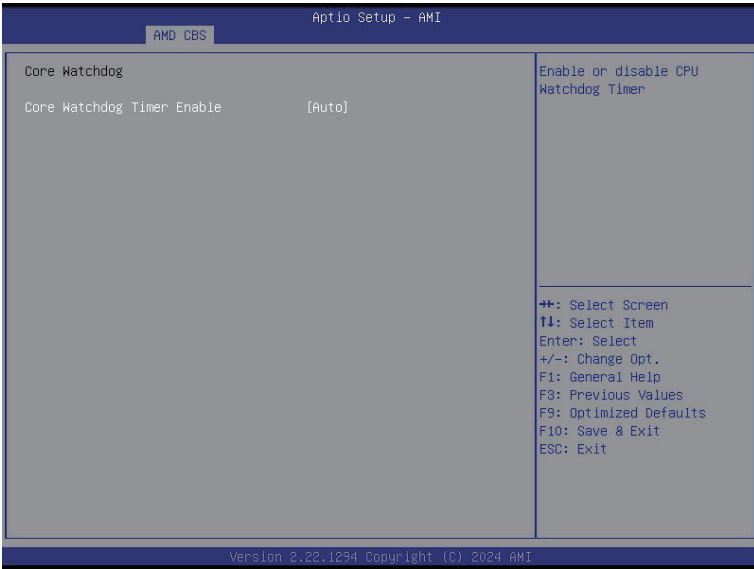 Aptio Setup – AMI
AMD CBS
Core Watchdog
Core Watchdog Timer Enable [Auto]
Enable or disable CPU
Watchdog Timer
→←: Select Screen
↑↓: Select Item
Enter: Select
+/-: Change Opt.
F1: General Help
F3: Previous Values
F9: Optimized Defaults
F10: Save & Exit
ESC: Exit
Version 2.22.1294 Copyright (C) 2024 AMI